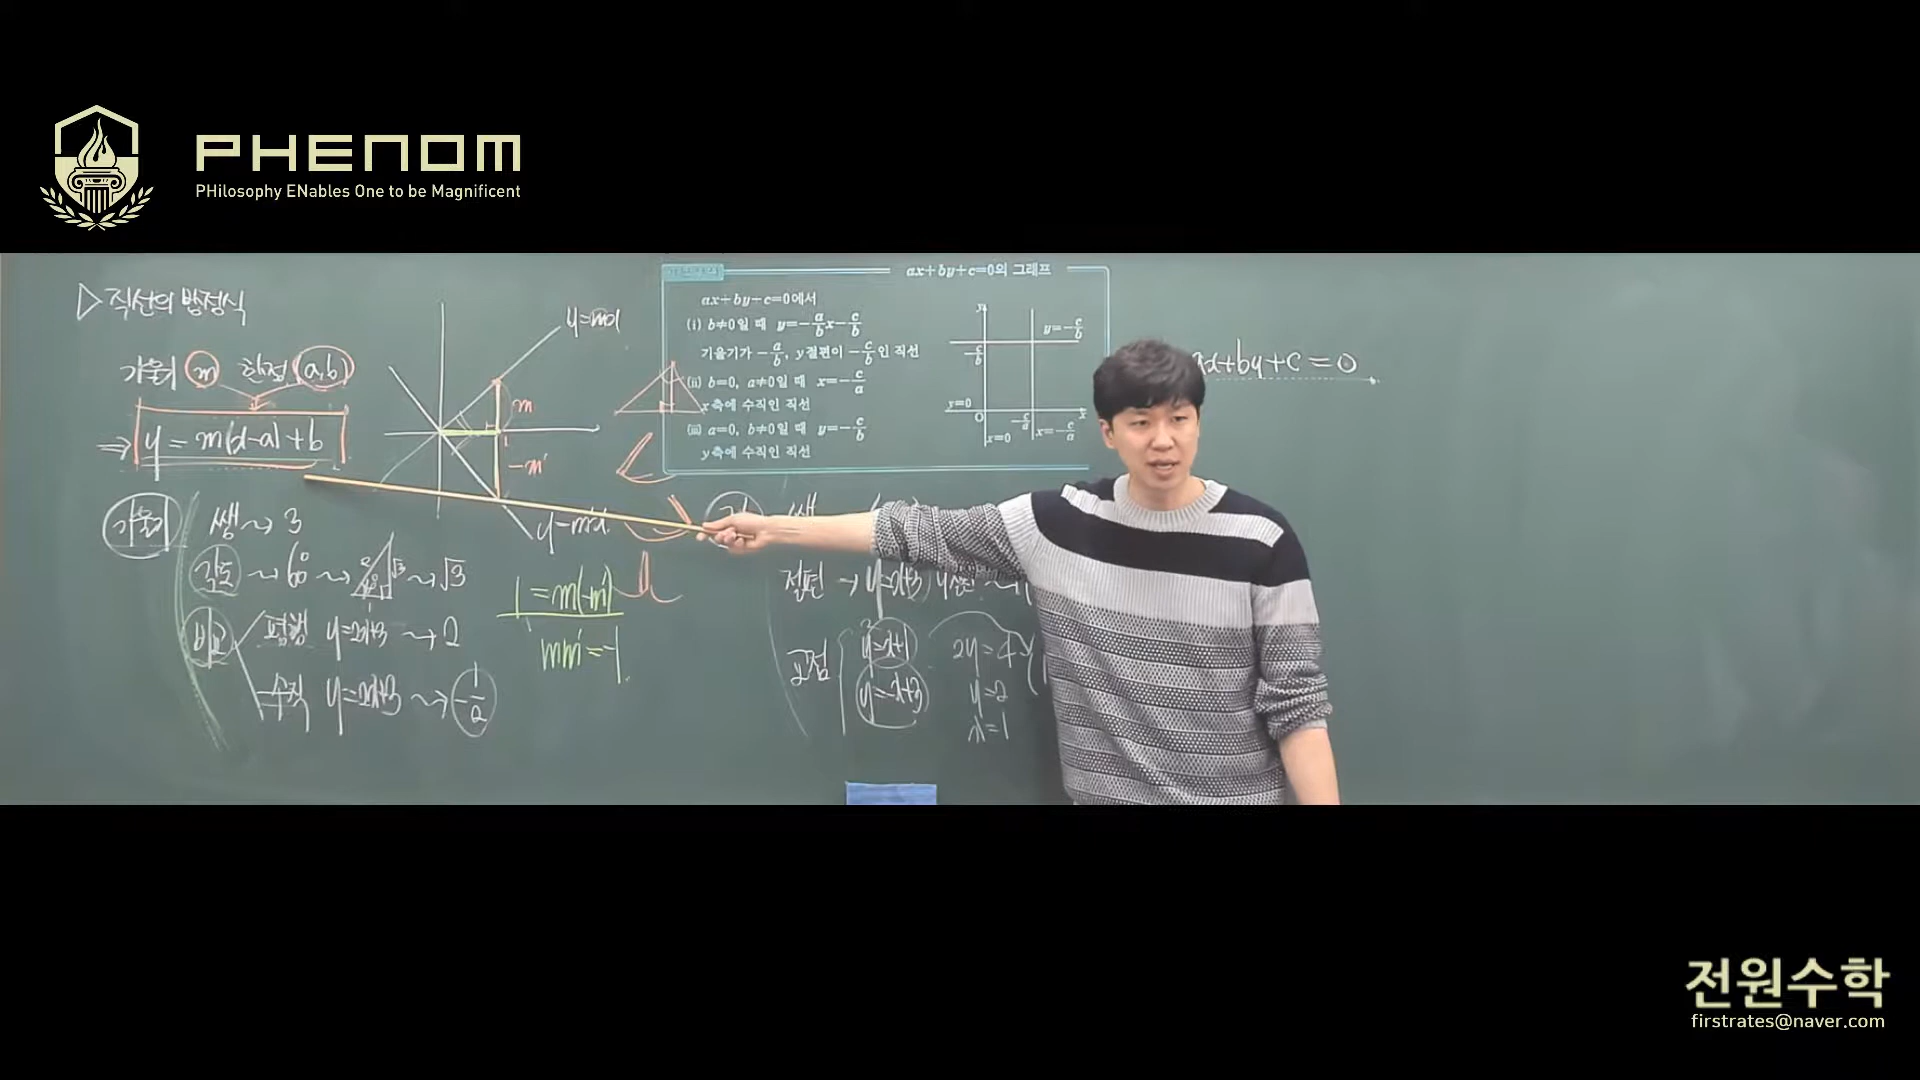 PHENOM
PHilosophy ENables One to be Magnificent
▷직선의 방정식
기울기 m 한점 (a,b)
⇒ y = m(x-a)+b
y=mx
m
-m'
y=m'x
기울기 쌩 ⤳ 3
각도 ⤳ 60° ⤳ √3 ⤳ √3
비교 평행 y=2x+3 ⤳ 2
수직 y=2x+3 ⤳ -1/2
1=m(-m')
mm'=-1
ax+by+c=0의 그래프
ax+by+c=0에서
(i) b≠0일 때 y=-a/b x-c/b
기울기가 -a/b, y절편이 -c/b인 직선
(ii) b=0, a≠0일 때 x=-c/a
x축에 수직인 직선
(iii) a=0, b≠0일 때 y=-c/b
y축에 수직인 직선
y
y=-c/b
-c/b
y=0
O
-c/a
x
x=0
x=-c/a
ax+by+c=0
쌩
절편 → y=x+3
교점
y=x+1
y=-x+3
2y=4
y=2
x=1
전원수학
firstrates@naver.com